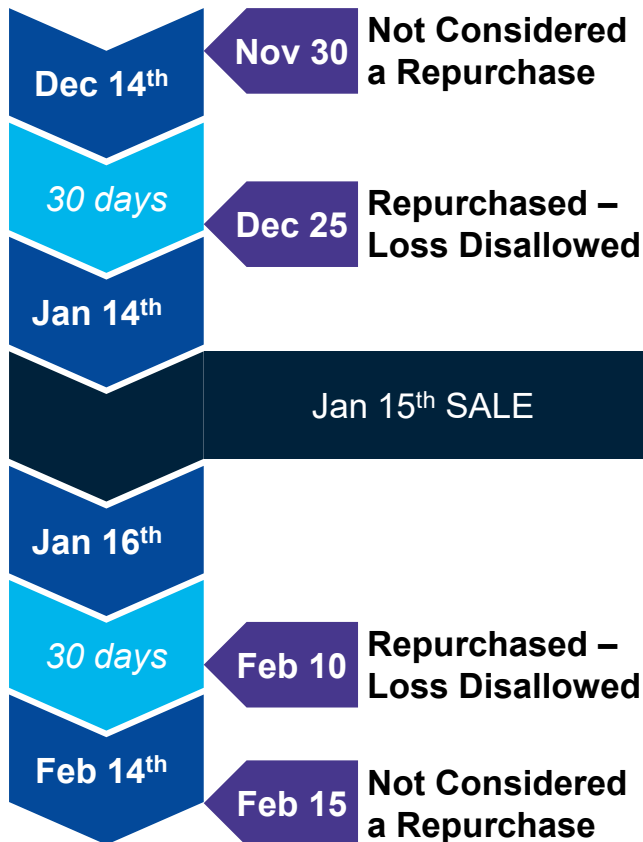 Dec 14th
Nov 30
Not Considered
a Repurchase
30 days
Dec 25
Repurchased –
Loss Disallowed
Jan 14th
Jan 15th SALE
Jan 16th
30 days
Feb 10
Repurchased –
Loss Disallowed
Feb 14th
Feb 15
Not Considered
a Repurchase